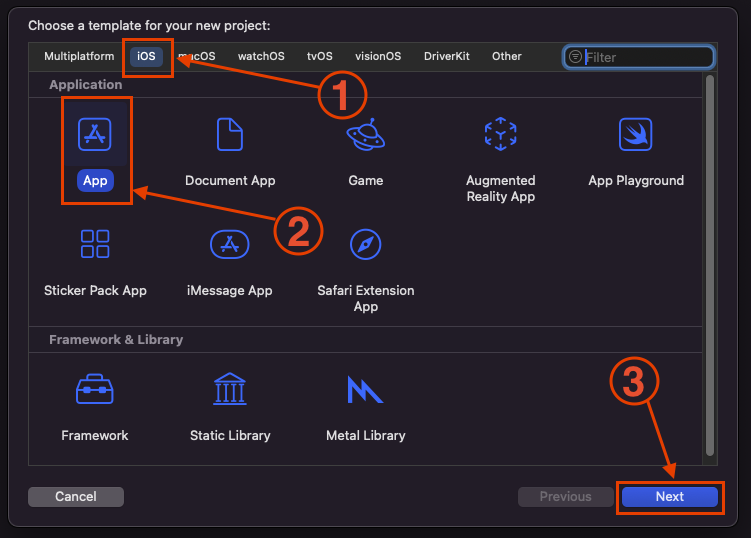 Choose a template for your new project:
Multiplatform iOS macOS watchOS tvOS visionOS DriverKit Other Filter
Application
1
App Document App Game Augmented Reality App App Playground
2
Sticker Pack App iMessage App Safari Extension App
Framework & Library
3
Framework Static Library Metal Library
Cancel Previous Next